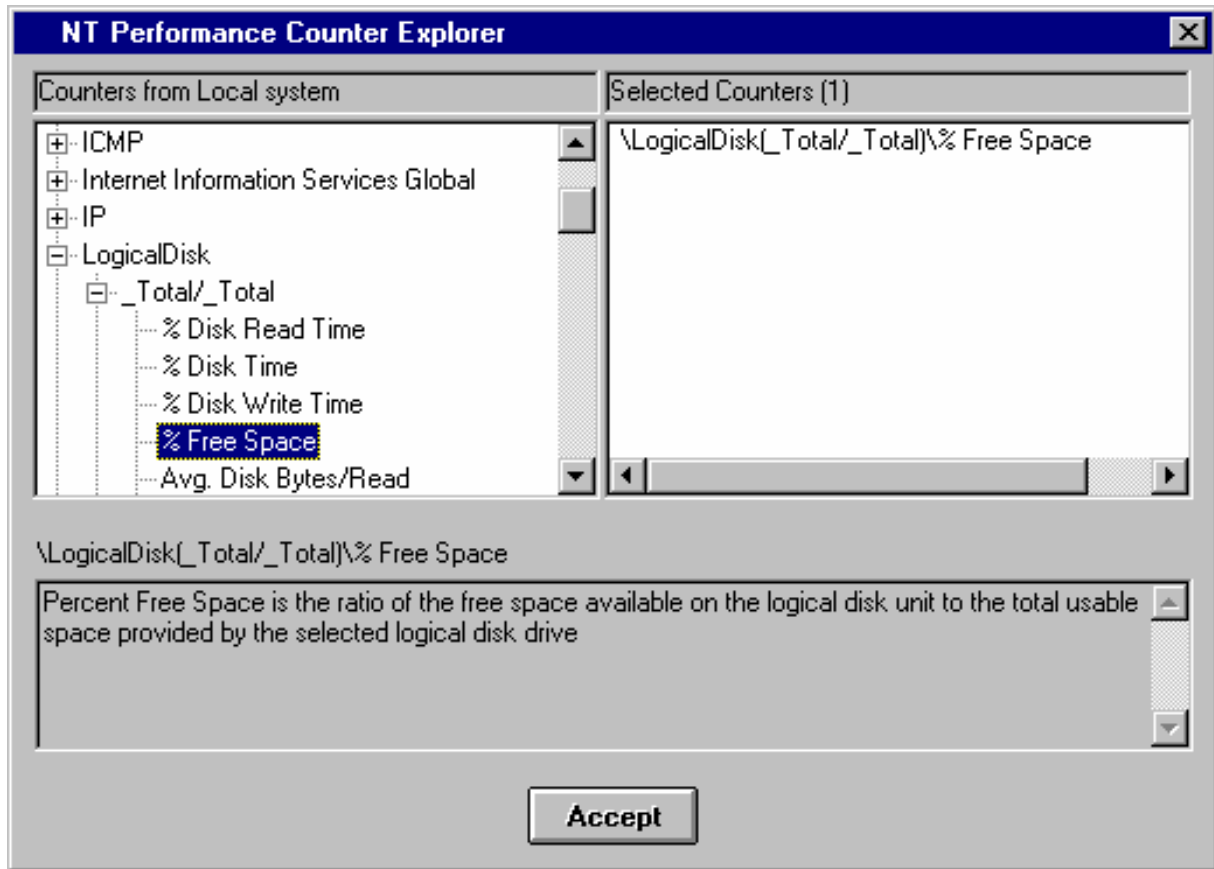 NT Performance Counter Explorer
Counters from Local system
Selected Counters (1)
ICMP
Internet Information Services Global
IP
LogicalDisk
_Total/_Total
% Disk Read Time
% Disk Time
% Disk Write Time
% Free Space
Avg. Disk Bytes/Read
\LogicalDisk(_Total/_Total)\% Free Space
\LogicalDisk(_Total/_Total)\% Free Space
Percent Free Space is the ratio of the free space available on the logical disk unit to the total usable
space provided by the selected logical disk drive
Accept